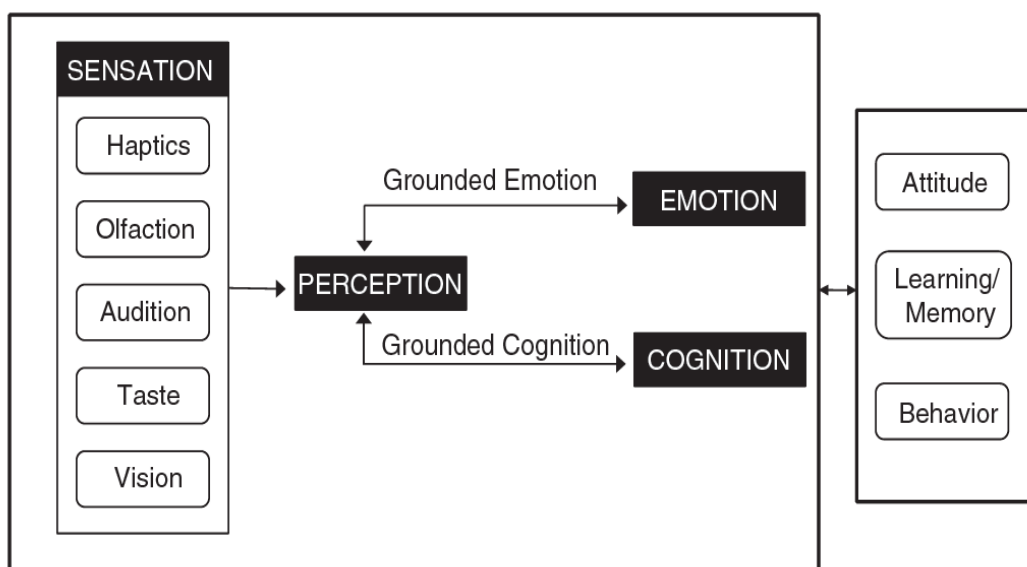 SENSATION
Haptics
Olfaction
Audition
Taste
Vision
PERCEPTION
Grounded Emotion
EMOTION
Grounded Cognition
COGNITION
Attitude
Learning/
Memory
Behavior